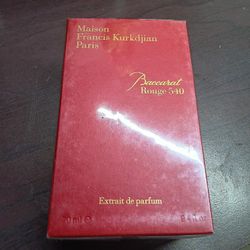 Maison
Francis Kurkdjian
Paris
Baccarat
Rouge 540
Extrait de parfum